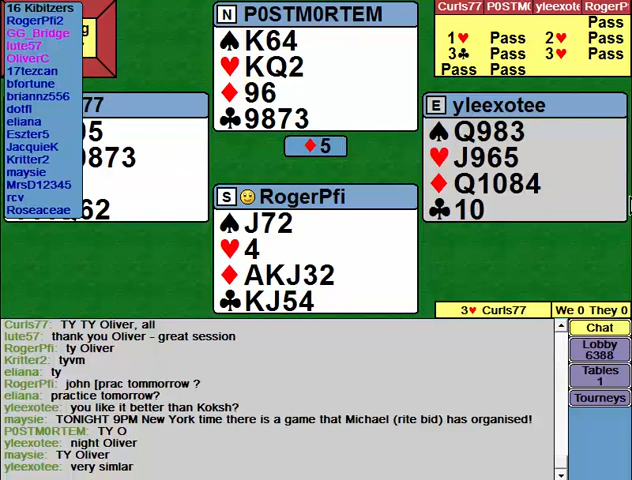 16 Kibitzers
RogerPfi2
GG_Bridge
lute57
OliverC
17tezcan
bfortune
briannz556
dotfl
eliana
Eszter5
JacquieK
Kritter2
maysie
MrsD12345
rcv
Roseaceae
g
N P0STM0RTEM
♠K64
♥KQ2
♦96
♣9873
Curls77 P0STM0 yleexote RogerP
Pass
1♥ Pass 2♥ Pass
3♣ Pass 3♥ Pass
Pass Pass
77
5
9873
Q62
♦5
E yleexotee
♠Q983
♥J965
♦Q1084
♣10
S RogerPfi
♠J72
♥4
♦AKJ32
♣KJ54
3♥ Curls77 We 0 They 0
Curls77: TY TY Oliver, all
lute57: thank you Oliver - great session
RogerPfi: ty Oliver
Kritter2: tyvm
eliana: ty
RogerPfi: john [prac tommorrow ?
eliana: practice tomorrow?
yleexotee: you like it better than Koksh?
maysie: TONIGHT 9PM New York time there is a game that Michael (rite bid) has organised!
P0STM0RTEM: TY O
yleexotee: night Oliver
maysie: TY Oliver
yleexotee: very simlar
Chat
Lobby
6388
Tables
1
Tourneys